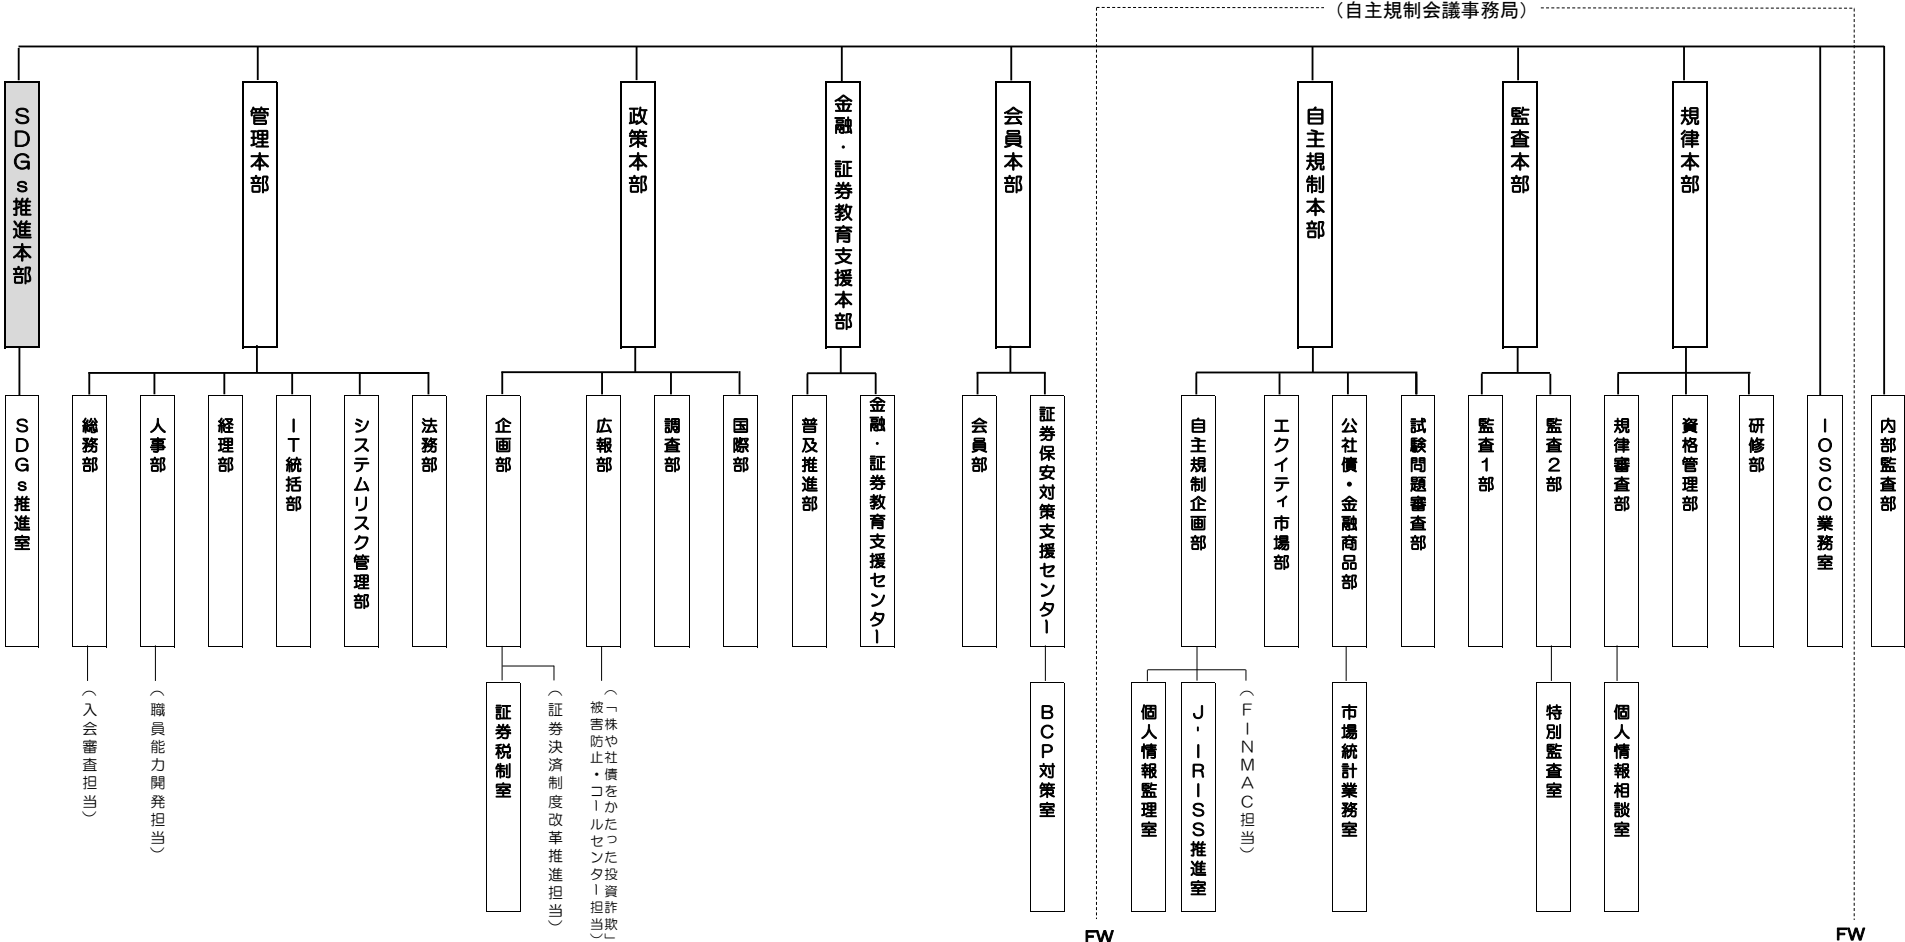 （自主規制会議事務局）
ＳＤＧｓ推進本部
管理本部
政策本部
金融・証券教育支援本部
会員本部
自主規制本部
監査本部
規律本部
ＳＤＧｓ推進室
総務部
人事部
経理部
ＩＴ統括部
システムリスク管理部
法務部
企画部
広報部
調査部
国際部
普及推進部
金融・証券教育支援センター
会員部
証券保安対策支援センター
自主規制企画部
エクイティ市場部
公社債・金融商品部
試験問題審査部
監査１部
監査２部
規律審査部
資格管理部
研修部
ＩＯＳＣＯ業務室
内部監査部
（入会審査担当）
（職員能力開発担当）
証券税制室
（証券決済制度改革推進担当）
（「株や社債をかたった投資詐欺」
被害防止・コールセンター担当）
ＢＣＰ対策室
個人情報監理室
Ｊ‐ＩＲＩＳＳ推進室
（ＦＩＮＭＡＣ担当）
市場統計業務室
特別監査室
個人情報相談室
FW
FW